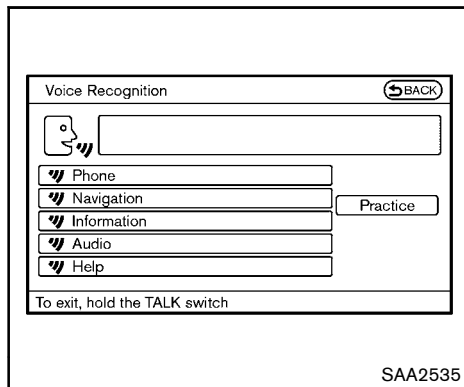 Voice Recognition BACK
Phone
Navigation
Practice
Information
Audio
Help
To exit, hold the TALK switch
SAA2535